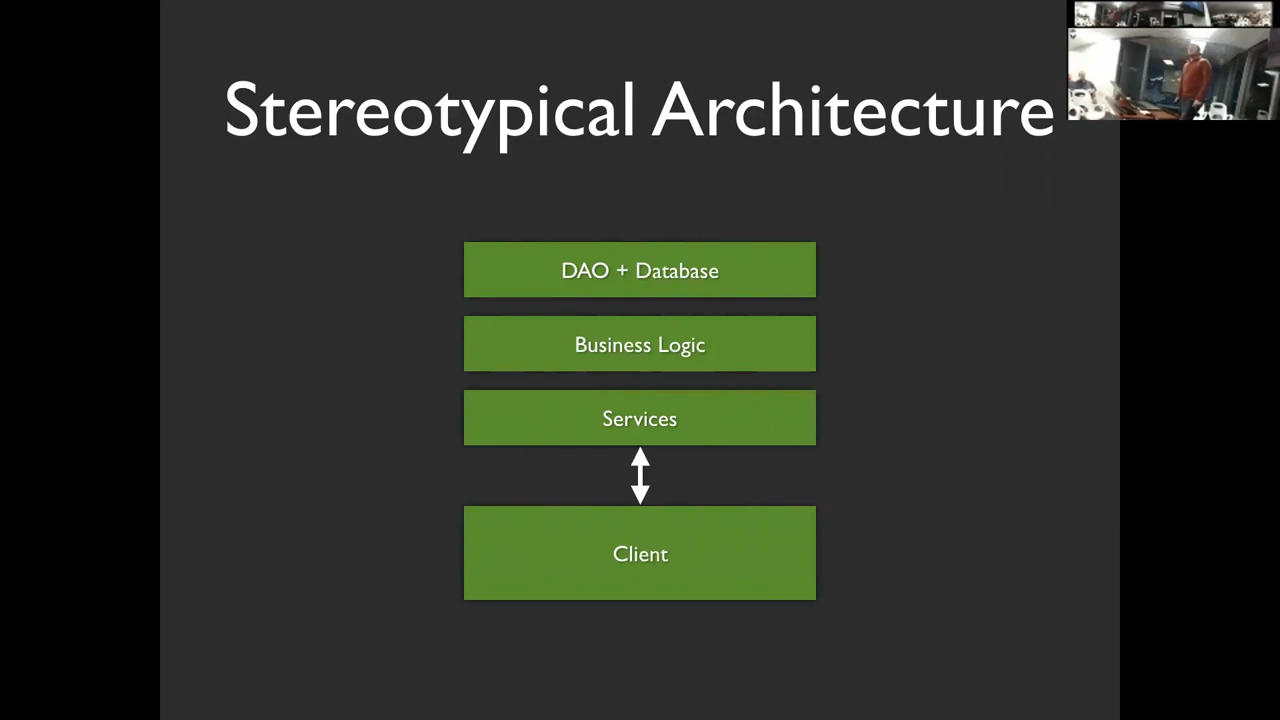 Stereotypical Architecture
DAO + Database
Business Logic
Services
Client